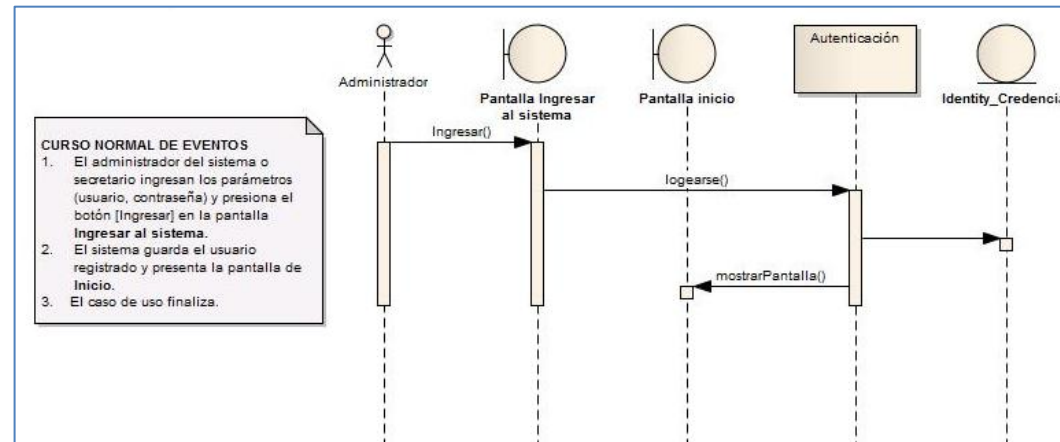 Administrador
Pantalla Ingresar
al sistema
Pantalla inicio
Autenticación
Identity_Credencia
CURSO NORMAL DE EVENTOS
1. El administrador del sistema o
secretario ingresan los parámetros
(usuario, contraseña) y presiona el
botón [Ingresar] en la pantalla
Ingresar al sistema.
2. El sistema guarda el usuario
registrado y presenta la pantalla de
Inicio.
3. El caso de uso finaliza.
Ingresar()
logearse()
mostrarPantalla()